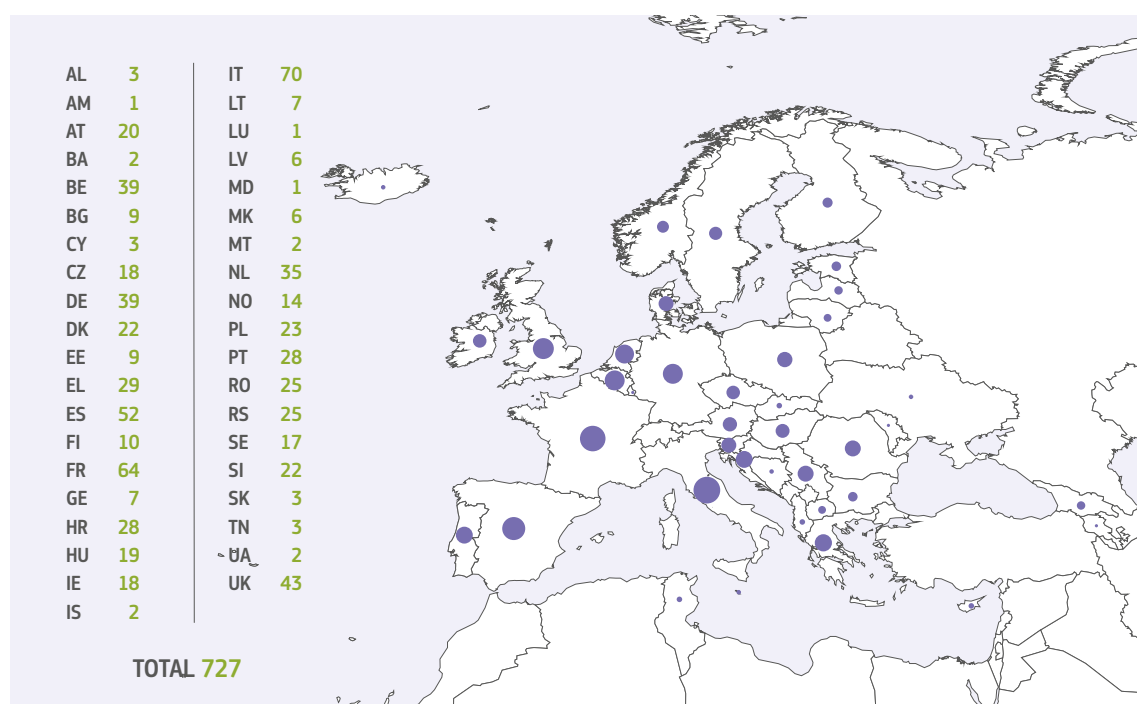 AL 3
AM 1
AT 20
BA 2
BE 39
BG 9
CY 3
CZ 18
DE 39
DK 22
EE 9
EL 29
ES 52
FI 10
FR 64
GE 7
HR 28
HU 19
IE 18
IS 2
IT 70
LT 7
LU 1
LV 6
MD 1
MK 6
MT 2
NL 35
NO 14
PL 23
PT 28
RO 25
RS 25
SE 17
SI 22
SK 3
TN 3
UA 2
UK 43
TOTAL 727